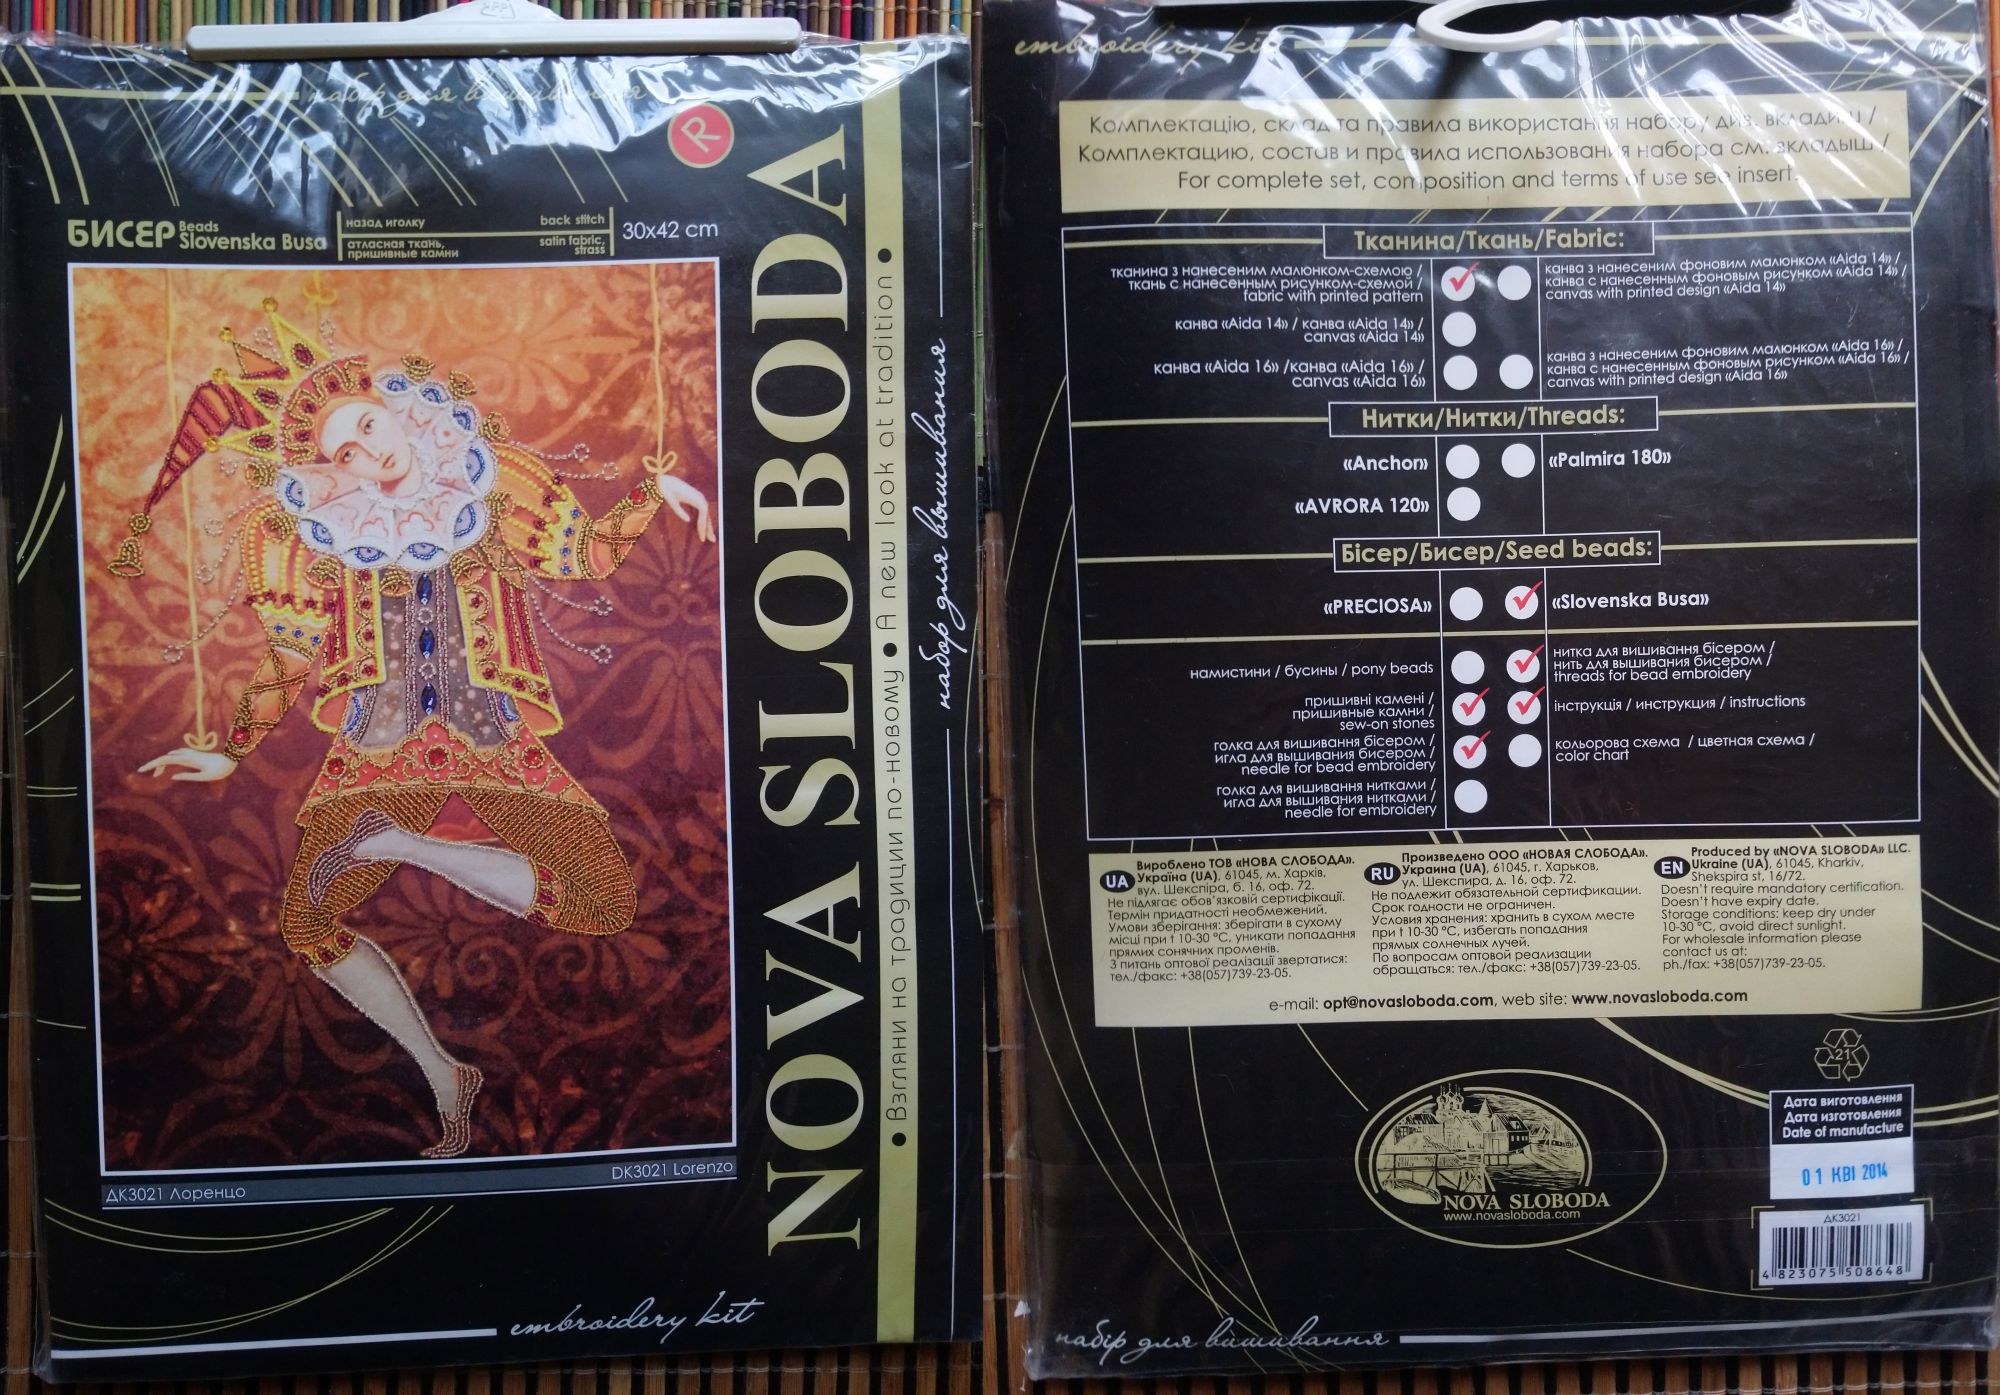 набір для вишивання
R
БИСЕР Beads
Slovenska Busa
назад иголку
атласная ткань,
пришивные камни
back stitch
satin fabric,
strass
30x42 cm
ДК3021 Лоренцо
DK3021 Lorenzo
NOVA SLOBODA
• Взгляни на традиции по-новому • A new look at tradition •
набор для вышивания
embroidery kit
embroidery kit
Комплектацію, склад та правила використання набору див. вкладиш /
Комплектацию, состав и правила использования набора см. вкладыш /
For complete set, composition and terms of use see insert.
Тканина/Ткань/Fabric:
тканина з нанесеним малюнком-схемою /
ткань с нанесенным рисунком-схемой /
fabric with printed pattern
канва з нанесеним фоновим малюнком «Aida 14» /
канва с нанесенным фоновым рисунком «Aida 14» /
canvas with printed design «Aida 14»
канва «Aida 14» / канва «Aida 14» /
canvas «Aida 14»
канва «Aida 16» /канва «Aida 16» /
canvas «Aida 16»
канва з нанесеним фоновим малюнком «Aida 16» /
канва с нанесенным фоновым рисунком «Aida 16» /
canvas with printed design «Aida 16»
Нитки/Нитки/Threads:
«Anchor»
«Palmira 180»
«AVRORA 120»
Бісер/Бисер/Seed beads:
«PRECIOSA»
«Slovenska Busa»
намистини / бусины / pony beads
нитка для вишивання бісером /
нить для вышивания бисером /
threads for bead embroidery
пришивні камені /
пришивные камни /
sew-on stones
інструкція / инструкция / instructions
голка для вишивання бісером /
игла для вышивания бисером /
needle for bead embroidery
кольорова схема / цветная схема /
color chart
голка для вишивання нитками /
игла для вышивания нитками /
needle for embroidery
UA
Вироблено ТОВ «НОВА СЛОБОДА».
Україна (UA), 61045, м. Харків,
вул. Шекспіра, б. 16, оф. 72.
Не підлягає обов'язковій сертифікації.
Термін придатності необмежений.
Умови зберігання: зберігати в сухому
місці при t 10-30 °C, уникати попадання
прямих сонячних променів.
З питань оптової реалізації звертатися:
тел./факс: +38(057)739-23-05.
RU
Произведено ООО «НОВАЯ СЛОБОДА».
Украина (UA), 61045, г. Харьков,
ул. Шекспира, д. 16, оф. 72.
Не подлежит обязательной сертификации.
Срок годности не ограничен.
Условия хранения: хранить в сухом месте
при t 10-30 °C, избегать попадания
прямых солнечных лучей.
По вопросам оптовой реализации
обращаться: тел./факс: +38(057)739-23-05.
EN
Produced by «NOVA SLOBODA» LLC.
Ukraine (UA), 61045, Kharkiv,
Shekspira st, 16/72.
Doesn't require mandatory certification.
Doesn't have expiry date.
Storage conditions: keep dry under
10-30 °C, avoid direct sunlight.
For wholesale information please
contact us at:
ph./fax: +38(057)739-23-05.
e-mail: opt@novasloboda.com, web site: www.novasloboda.com
21
NOVA SLOBODA
www.novasloboda.com
Дата виготовлення
Дата изготовления
Date of manufacture
01 КВІ 2014
ДК3021
4 823075 508648
набір для вишивання